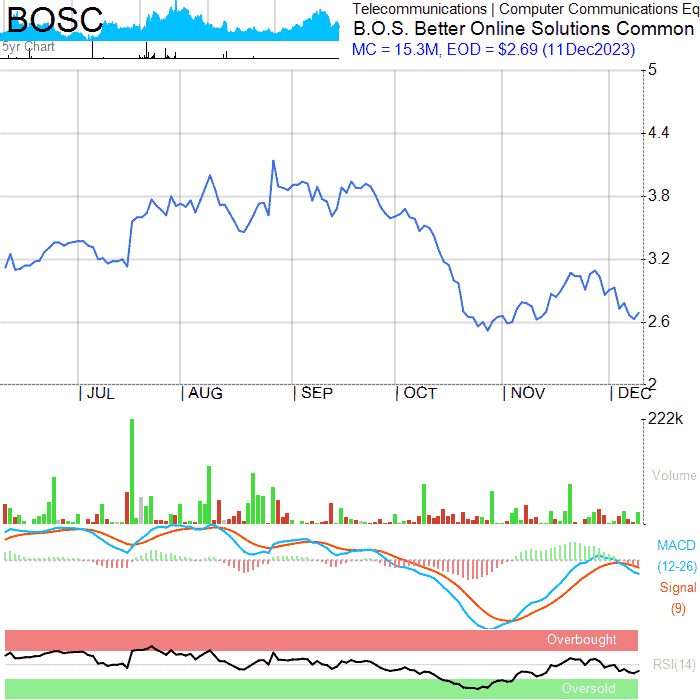 BOSC
5yr Chart
Telecommunications | Computer Communications Eq
B.O.S. Better Online Solutions Common
MC = 15.3M, EOD = $2.69 (11Dec2023)
5
4.4
3.8
3.2
2.6
2
JUL
AUG
SEP
OCT
NOV
DEC
222k
Volume
MACD
(12-26)
Signal
(9)
Overbought
RSI(14)
Oversold